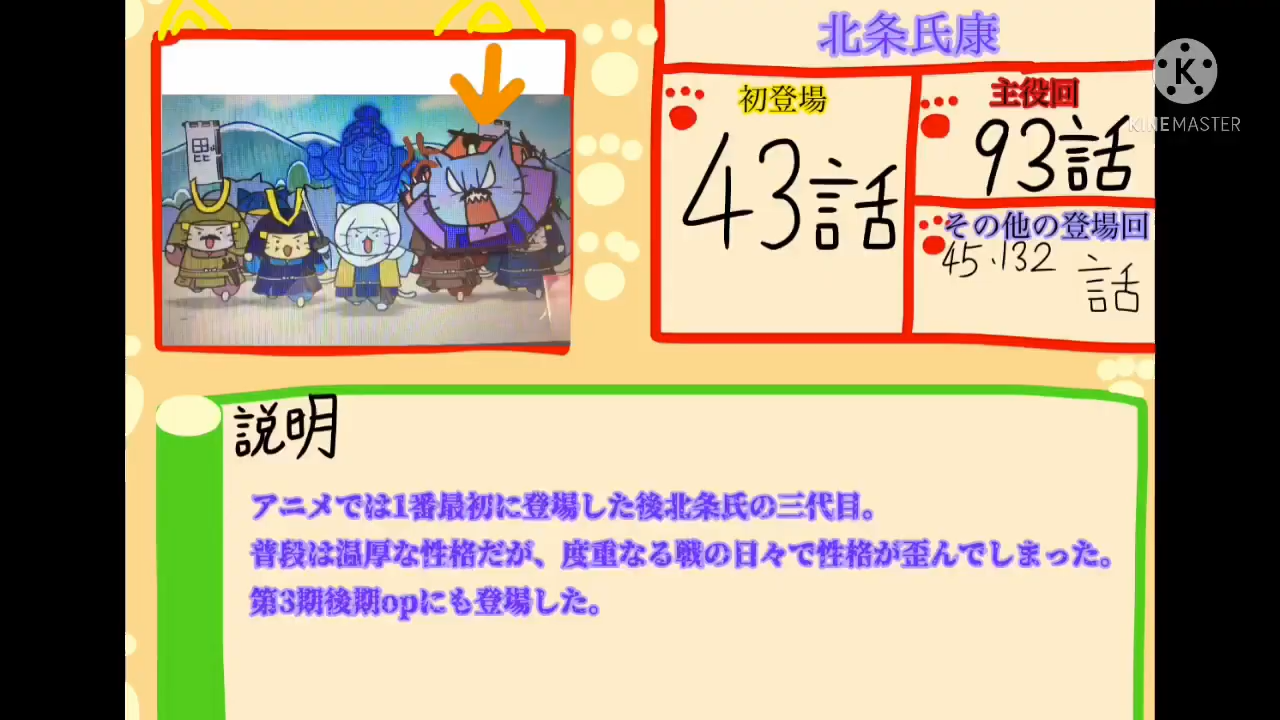 北条氏康
初登場
43話
主役回
93話
その他の登場回
45.132
話
K
KINEMASTER
説明
アニメでは1番最初に登場した後北条氏の三代目。
普段は温厚な性格だが、度重なる戦の日々で性格が歪んでしまった。
第3期後期opにも登場した。